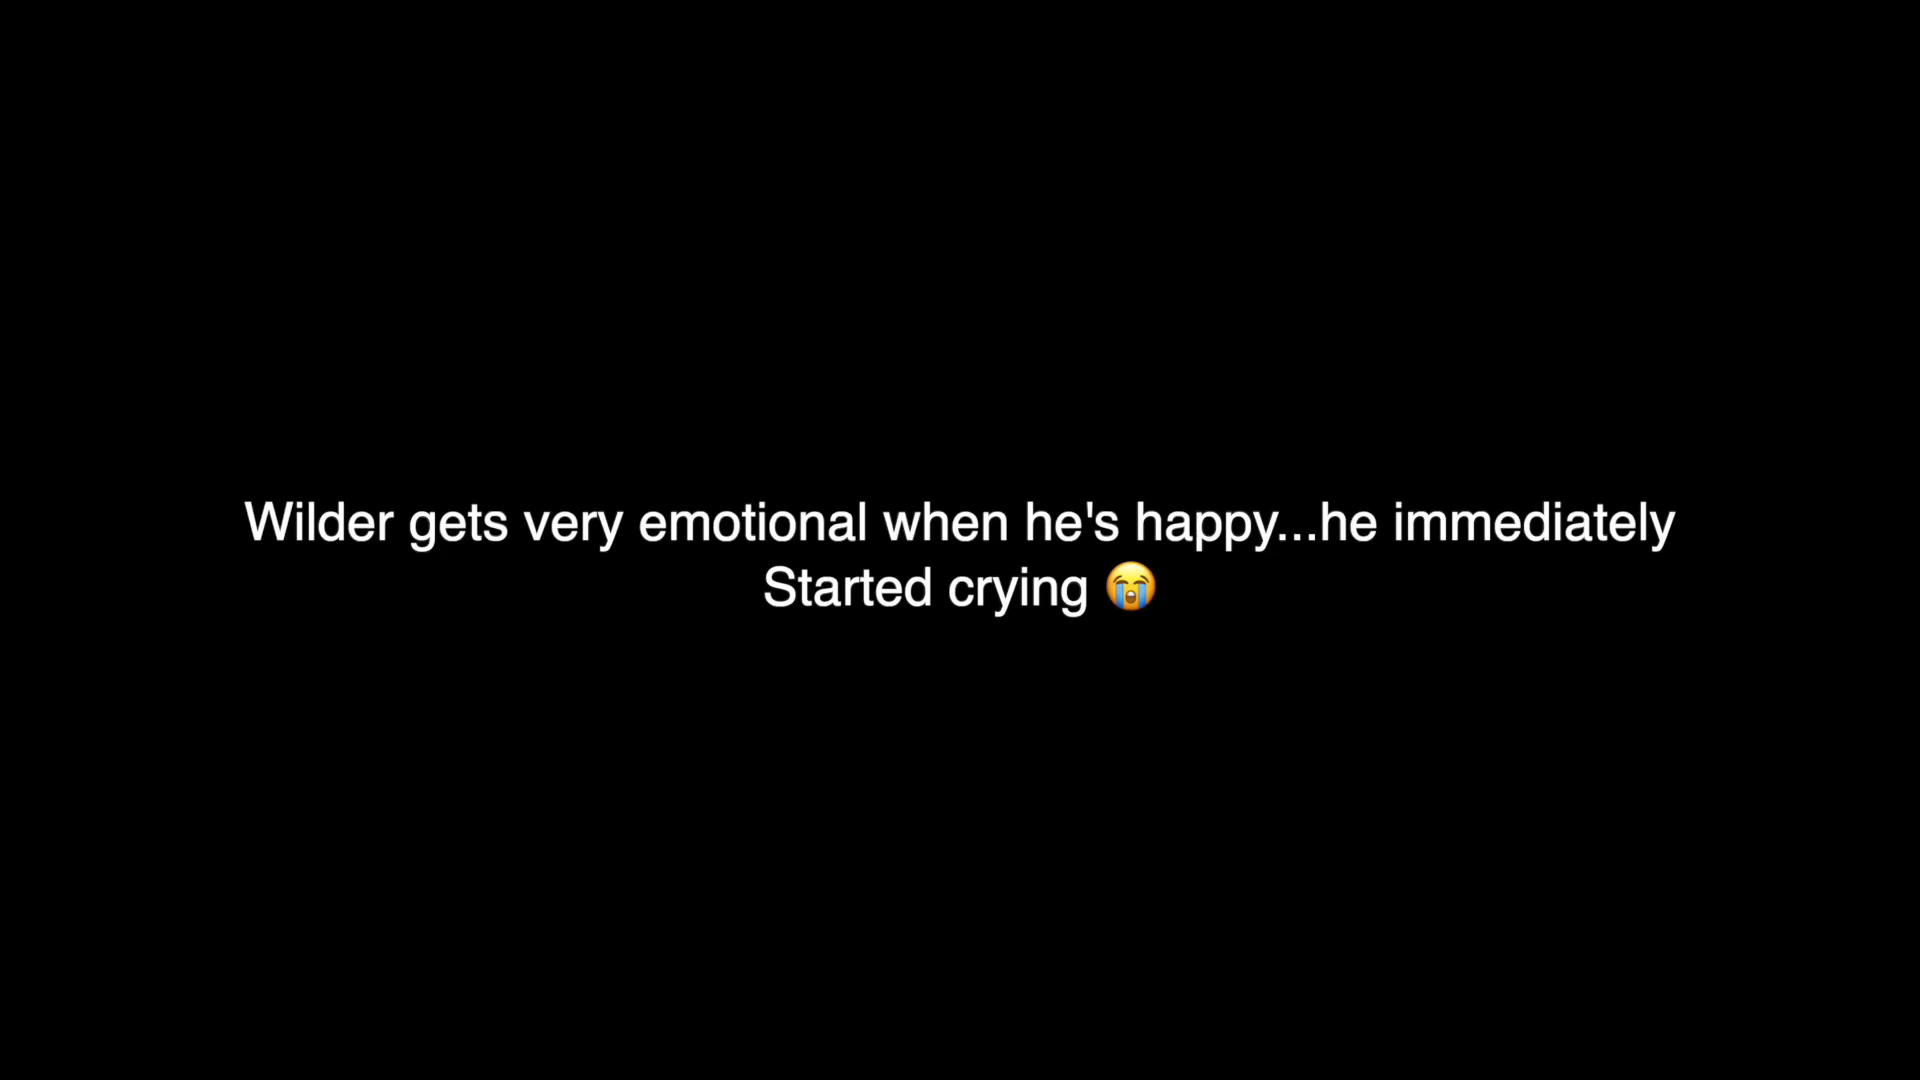 Wilder gets very emotional when he's happy...he immediately
Started crying 😭